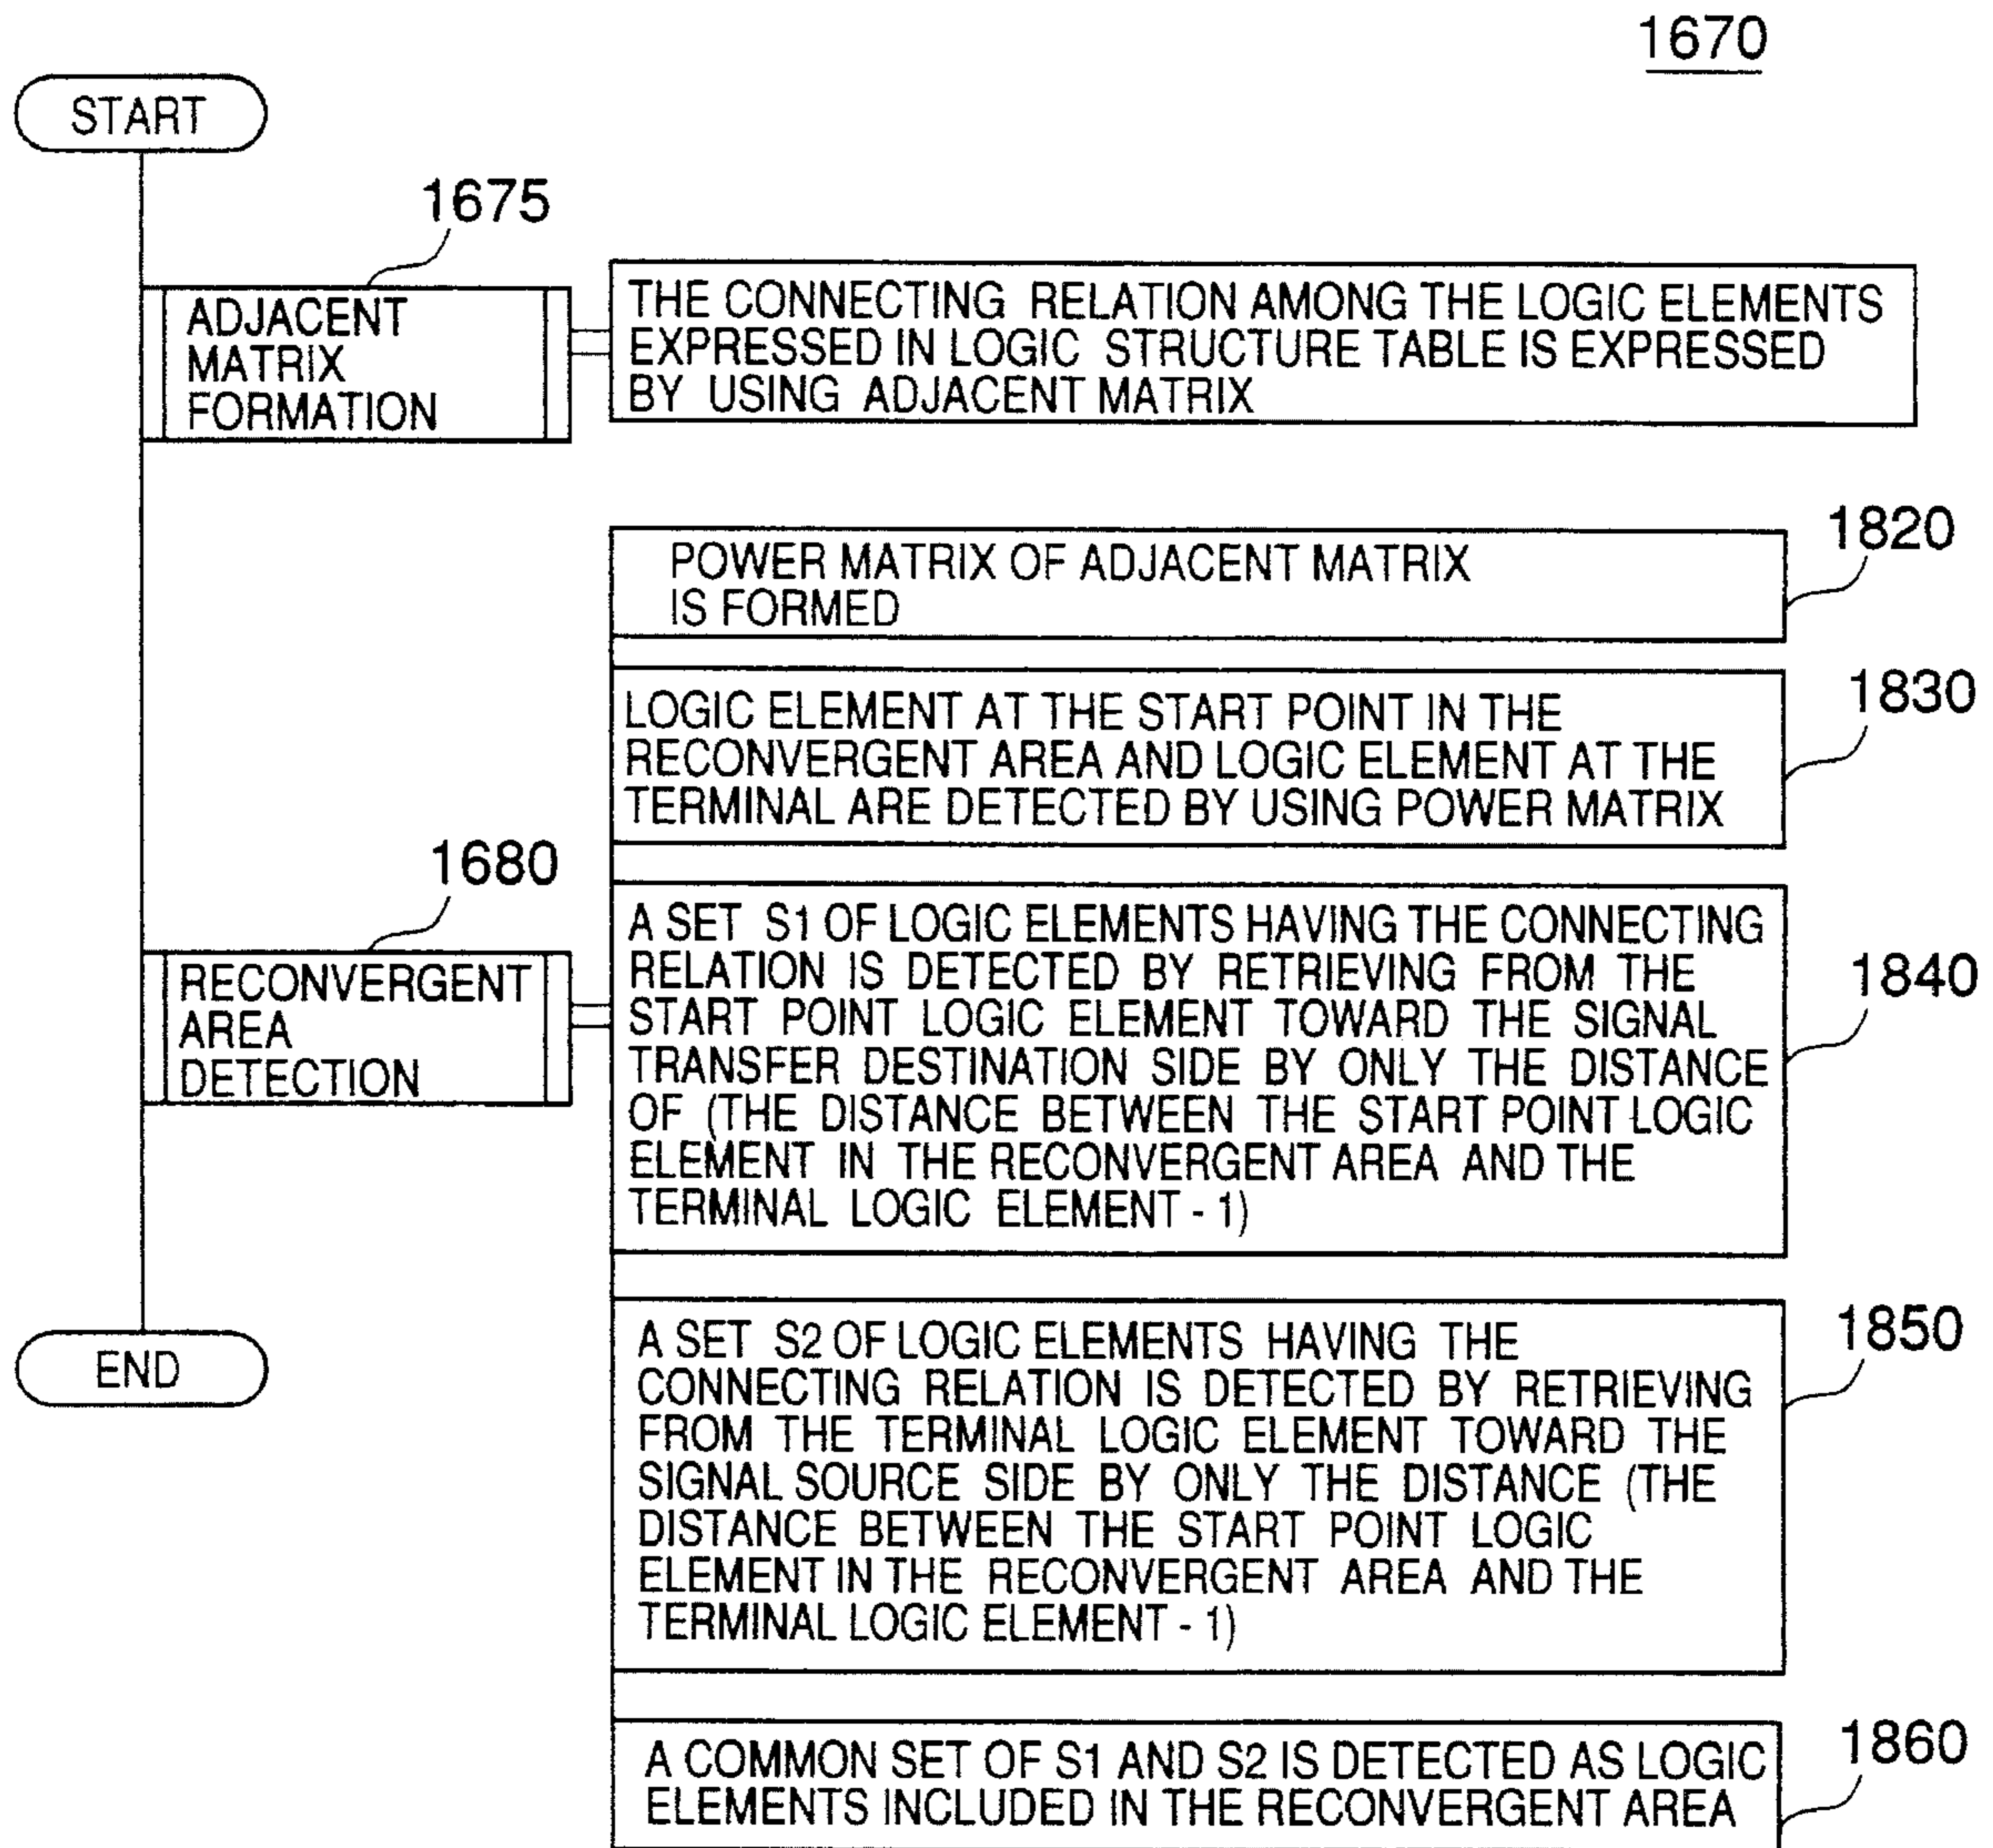 1670
START
1675
ADJACENT
MATRIX
FORMATION
THE CONNECTING RELATION AMONG THE LOGIC ELEMENTS
EXPRESSED IN LOGIC STRUCTURE TABLE IS EXPRESSED
BY USING ADJACENT MATRIX
1820
POWER MATRIX OF ADJACENT MATRIX
IS FORMED
1830
LOGIC ELEMENT AT THE START POINT IN THE
RECONVERGENT AREA AND LOGIC ELEMENT AT THE
TERMINAL ARE DETECTED BY USING POWER MATRIX
1680
RECONVERGENT
AREA
DETECTION
1840
A SET S1 OF LOGIC ELEMENTS HAVING THE CONNECTING
RELATION IS DETECTED BY RETRIEVING FROM THE
START POINT LOGIC ELEMENT TOWARD THE SIGNAL
TRANSFER DESTINATION SIDE BY ONLY THE DISTANCE
OF (THE DISTANCE BETWEEN THE START POINT LOGIC
ELEMENT IN THE RECONVERGENT AREA AND THE
TERMINAL LOGIC ELEMENT - 1)
1850
A SET S2 OF LOGIC ELEMENTS HAVING THE
CONNECTING RELATION IS DETECTED BY RETRIEVING
FROM THE TERMINAL LOGIC ELEMENT TOWARD THE
SIGNAL SOURCE SIDE BY ONLY THE DISTANCE (THE
DISTANCE BETWEEN THE START POINT LOGIC
ELEMENT IN THE RECONVERGENT AREA AND THE
TERMINAL LOGIC ELEMENT - 1)
END
1860
A COMMON SET OF S1 AND S2 IS DETECTED AS LOGIC
ELEMENTS INCLUDED IN THE RECONVERGENT AREA